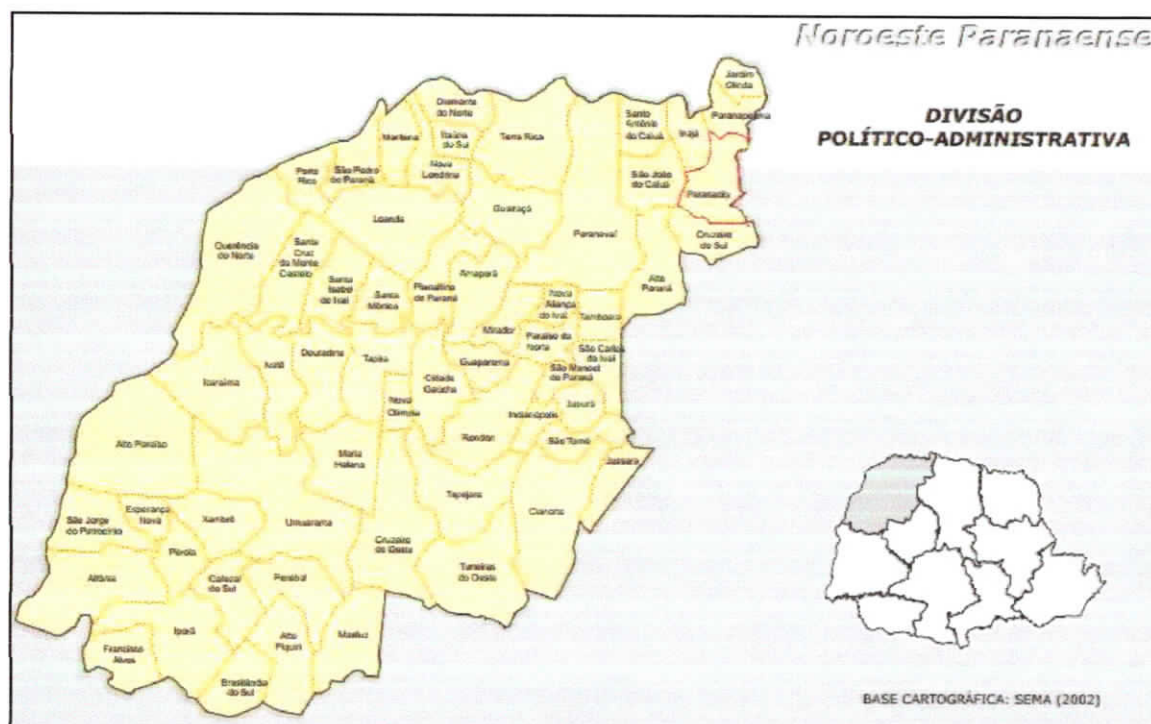 Noroeste Paranaense
DIVISÃO
POLÍTICO-ADMINISTRATIVA
Jardim
Olinda
Paranapoema
Diamante
do Norte
Santo
Antônio
do Caiuá
Inajá
Marilena
Itaúna
do Sul
Terra Rica
Porto
Rico
São Pedro
do Paraná
Nova
Londrina
São João
do Caiuá
Paranacity
Loanda
Guairaçá
Paranavaí
Cruzeiro
do Sul
Querência
do Norte
Santa
Cruz
do Monte
Castelo
Santa
Isabel
do Ivaí
Santa
Mônica
Planaltina
do Paraná
Amaporã
Alto
Paraná
Nova
Aliança
do Ivaí
Tamboara
Mirador
Paraíso do
Norte
São Carlos
do Ivaí
Icaraíma
Ivaté
Douradina
Tapira
Guaporema
São Manoel
do Paraná
Cidade
Gaúcha
Nova
Olímpia
Indianópolis
Japurá
Rondon
São Tomé
Alto Paraíso
Maria
Helena
Jussara
Tapejara
Cianorte
São Jorge
do Patrocínio
Esperança
Nova
Xambrê
Umuarama
Cruzeiro
do Oeste
Pérola
Altônia
Cafezal
do Sul
Perobal
Tuneiras
do Oeste
Iporã
Alto
Piquiri
Mariluz
Francisco
Alves
Brasilândia
do Sul
BASE CARTOGRÁFICA: SEMA (2002)